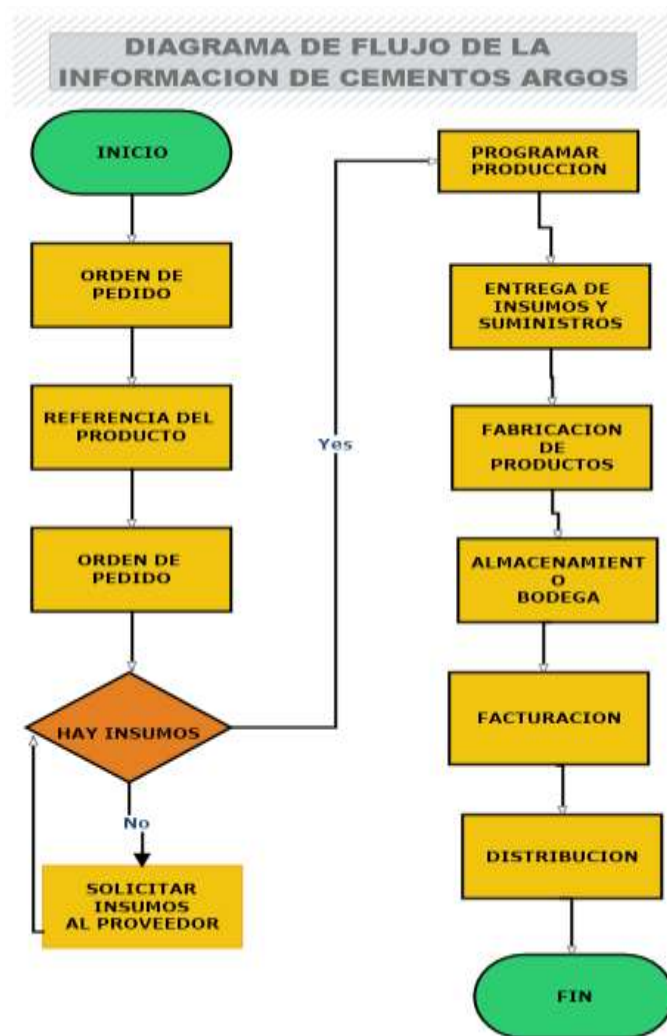 DIAGRAMA DE FLUJO DE LA
INFORMACION DE CEMENTOS ARGOS
INICIO
ORDEN DE
PEDIDO
REFERENCIA DEL
PRODUCTO
ORDEN DE
PEDIDO
HAY INSUMOS
No
SOLICITAR
INSUMOS
AL PROVEEDOR
Yes
PROGRAMAR
PRODUCCION
ENTREGA DE
INSUMOS Y
SUMINISTROS
FABRICACION
DE
PRODUCTOS
ALMACENAMIENT
O
BODEGA
FACTURACION
DISTRIBUCION
FIN